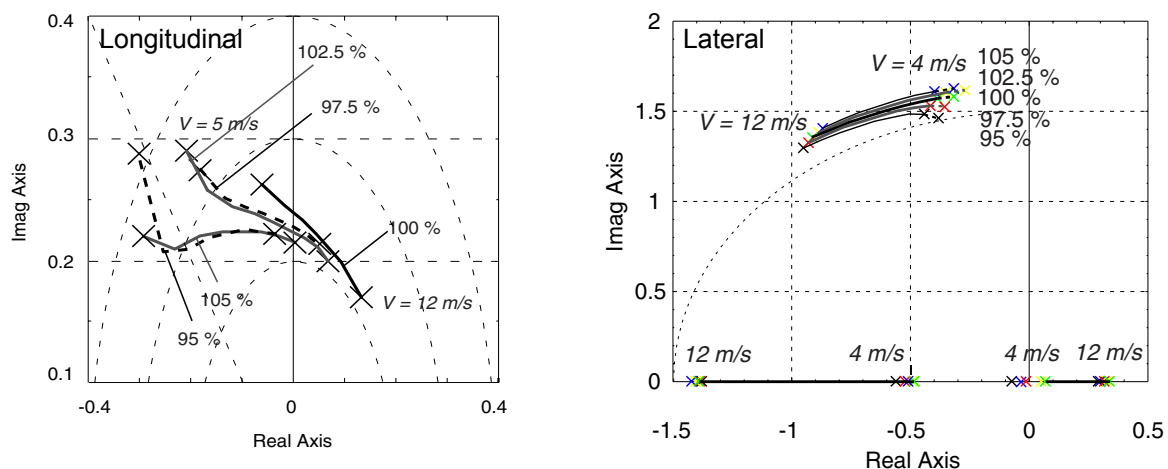 Longitudinal
0.4
0.3
0.2
0.1
Imag Axis
102.5 %
97.5 %
V = 5 m/s
100 %
105 %
V = 12 m/s
95 %
-0.4
0
0.4
Real Axis
Lateral
2
1.5
1
0.5
0
Imag Axis
V = 4 m/s
105 %
102.5 %
100 %
97.5 %
95 %
V = 12 m/s
12 m/s
4 m/s
4 m/s
12 m/s
-1.5
-1
-0.5
0
0.5
Real Axis